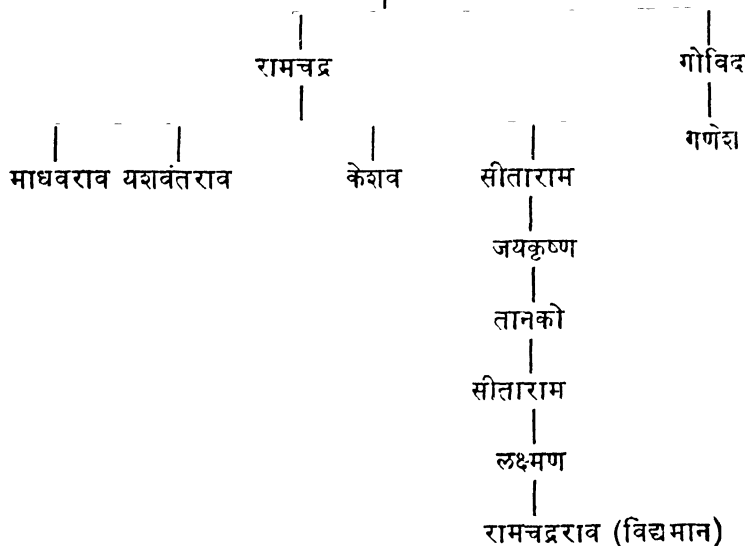 रामचद्र गोविद
गणेश
माधवराव यशवंतराव केशव सीताराम
जयकृष्ण
तानको
सीताराम
लक्ष्मण
रामचद्रराव (विद्यमान)